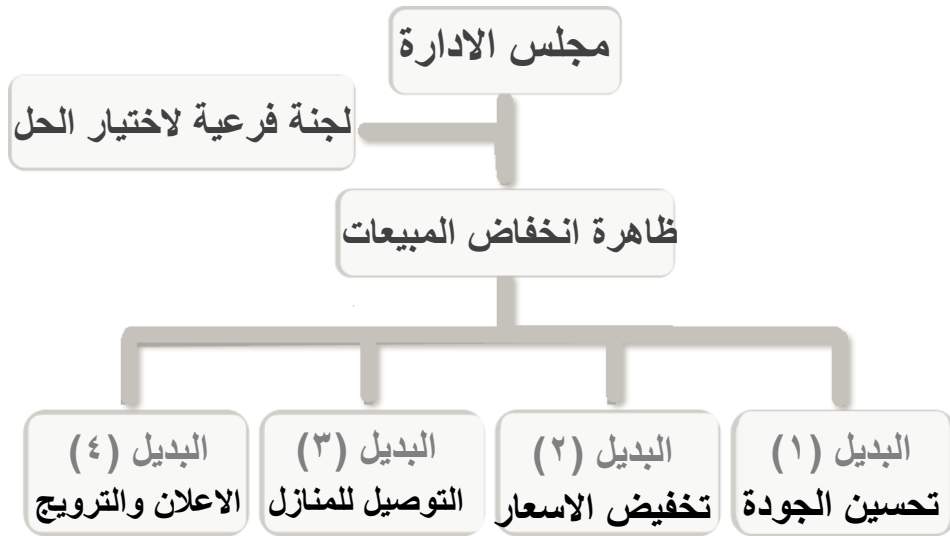 مجلس الادارة
لجنة فرعية لاختيار الحل
ظاهرة انخفاض المبيعات
البديل (١)
تحسين الجودة
البديل (٢)
تخفيض الاسعار
البديل (٣)
التوصيل للمنازل
البديل (٤)
الاعلان والترويج